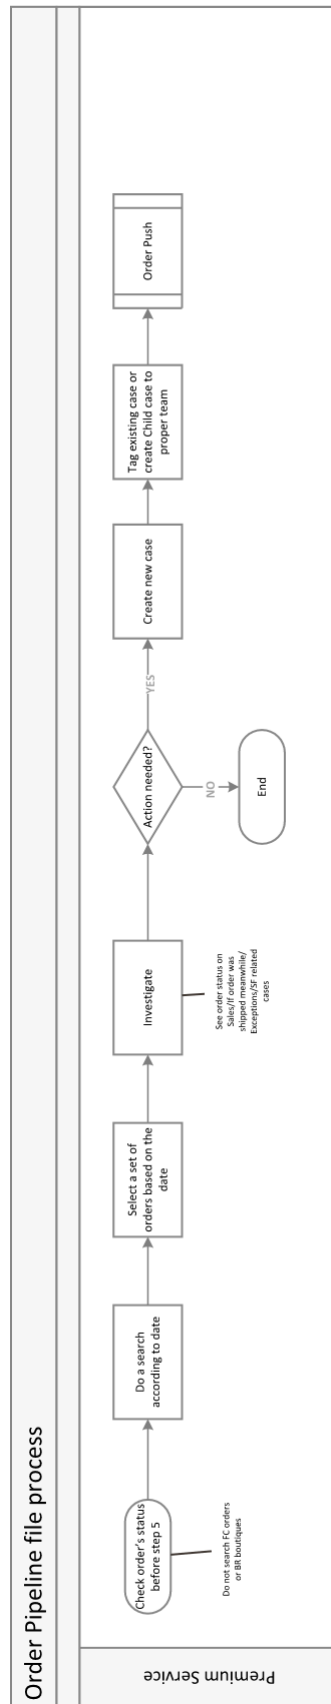 Order Pipeline file process
Premium Service
Check order's status
before step 5
Do not search FC orders
or BR boutiques
Do a search
according to date
Select a set of
orders based on the
date
Investigate
See order status on
Sales/If order was
shipped meanwhile/
Exceptions/SF related
cases
Action needed?
NO
End
YES
Create new case
Tag existing case or
create Child case to
proper team
Order Push